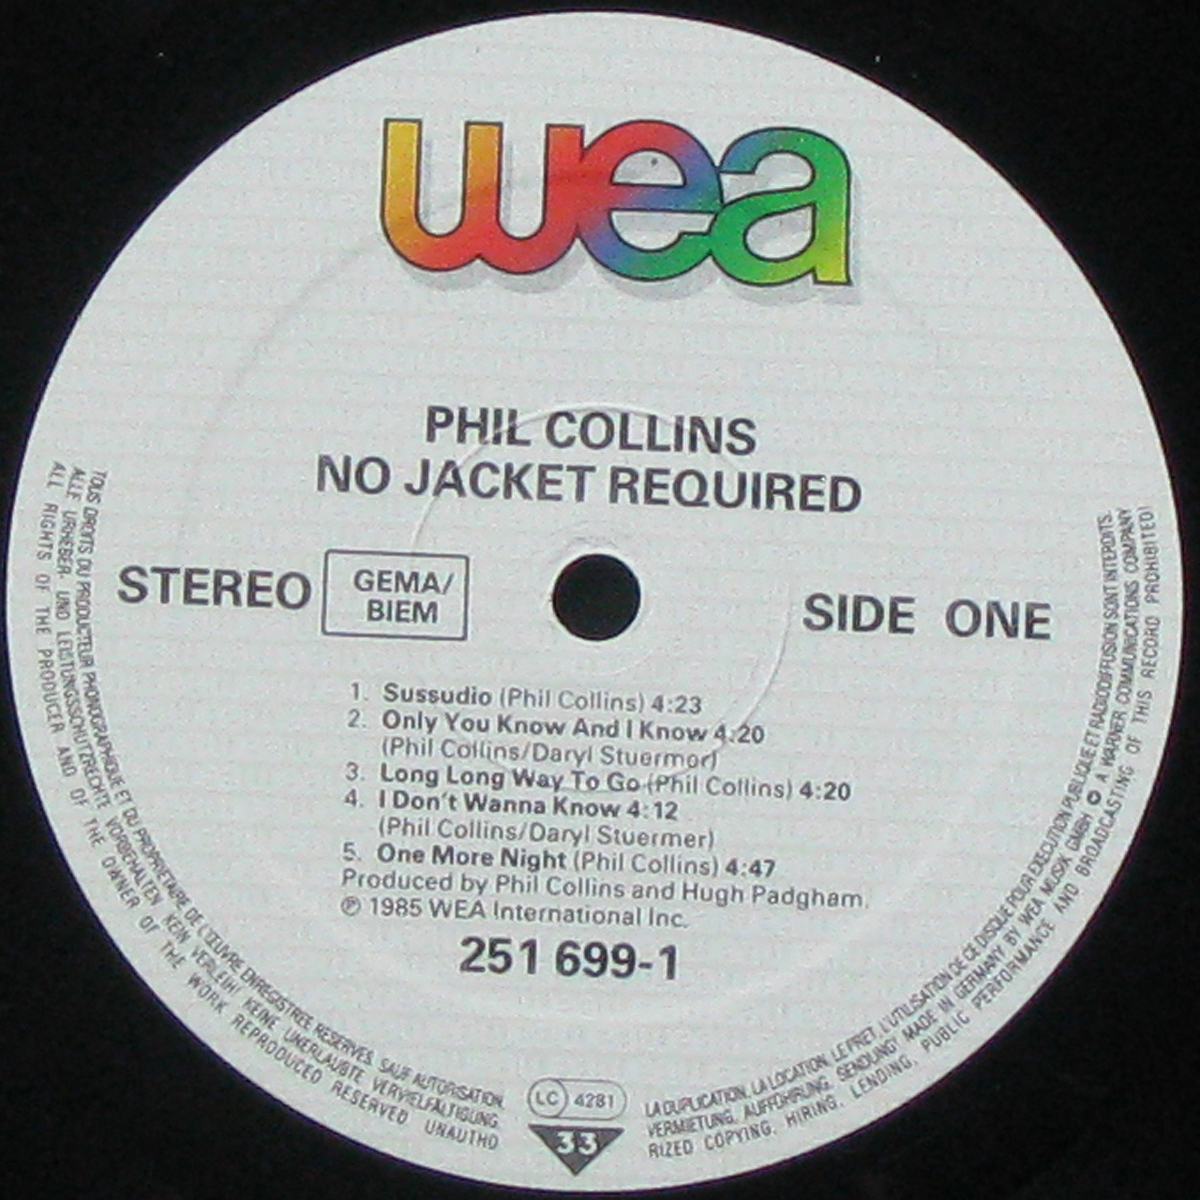 wea
PHIL COLLINS
NO JACKET REQUIRED
STEREO
GEMA/
BIEM
SIDE ONE
1. Sussudio (Phil Collins) 4:23
2. Only You Know And I Know 4:20
(Phil Collins/Daryl Stuermer)
3. Long Long Way To Go (Phil Collins) 4:20
4. I Don't Wanna Know 4:12
(Phil Collins/Daryl Stuermer)
5. One More Night (Phil Collins) 4:47
Produced by Phil Collins and Hugh Padgham.
℗ 1985 WEA International Inc.
251 699-1
TOUS DROITS DU PRODUCTEUR PHONOGRAPHIQUE ET DU PROPRIETAIRE DE L'ŒUVRE ENREGISTREE RESERVES. SAUF AUTORISATION, LA DUPLICATION, LA LOCATION, LE PRET, L'UTILISATION DE CE DISQUE POUR EXECUTION PUBLIQUE ET RADIODIFFUSION SONT INTERDITS.
ALLE URHEBER- UND LEISTUNGSSCHUTZRECHTE VORBEHALTEN. KEIN VERLEIH! KEINE UNERLAUBTE VERVIELFÄLTIGUNG, VERMIETUNG, AUFFÜHRUNG, SENDUNG! MADE IN GERMANY BY WEA MUSIK GMBH A WARNER COMMUNICATIONS COMPANY
ALL RIGHTS OF THE PRODUCER AND OF THE OWNER OF THE WORK REPRODUCED RESERVED UNAUTHORIZED COPYING, HIRING, LENDING, PUBLIC PERFORMANCE AND BROADCASTING OF THIS RECORD PROHIBITED!
LC 4281
33